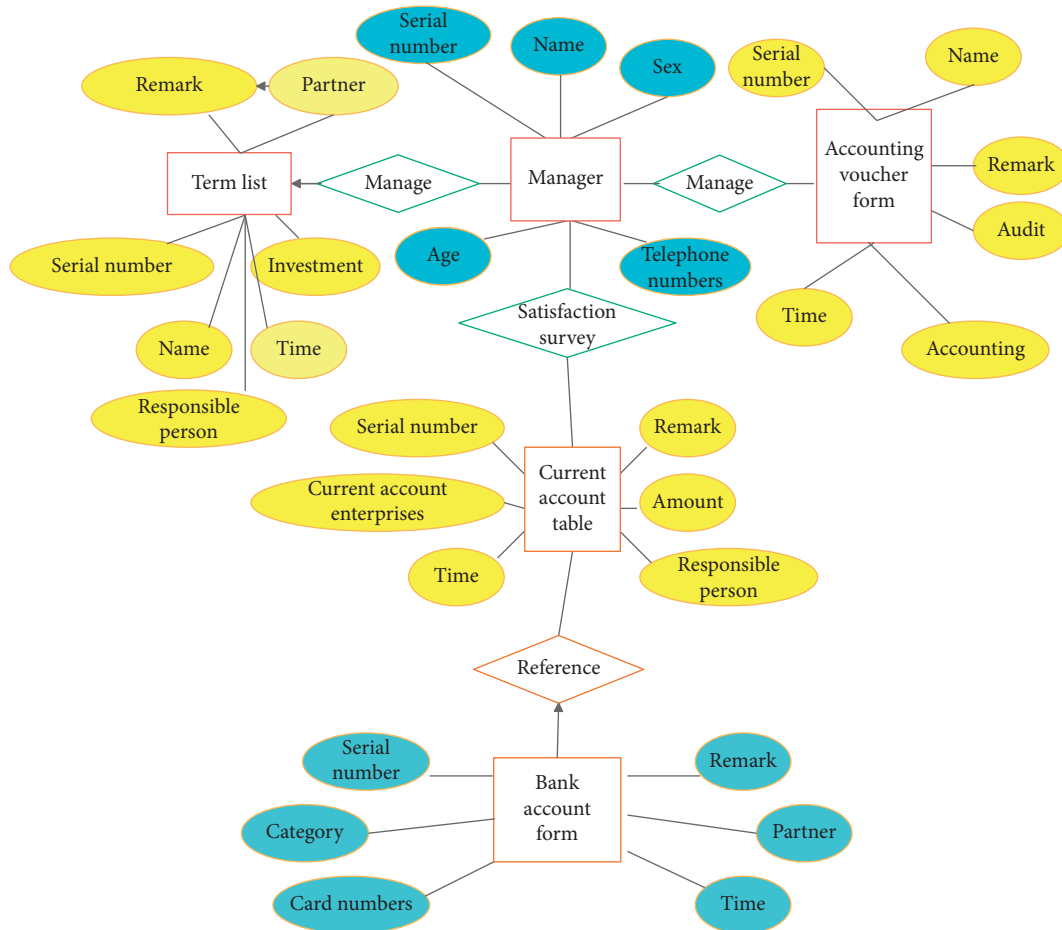 Serial
number
Name
Sex
Serial
number
Name
Remark
Partner
Term list
Manage
Manager
Manage
Accounting
voucher
form
Remark
Audit
Serial number
Investment
Age
Telephone
numbers
Time
Accounting
Name
Time
Responsible
person
Satisfaction
survey
Serial number
Remark
Current account
enterprises
Current
account
table
Amount
Time
Responsible
person
Reference
Serial
number
Remark
Category
Bank
account
form
Partner
Card numbers
Time